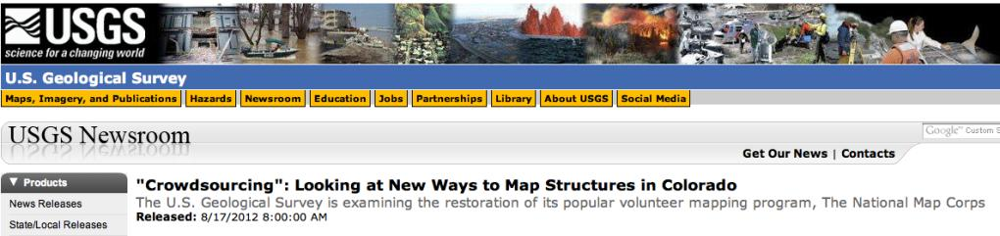 USGS
science for a changing world
U.S. Geological Survey
Maps, Imagery, and Publications Hazards Newsroom Education Jobs Partnerships Library About USGS Social Media
USGS Newsroom
Google™ Custom S
Get Our News | Contacts
▼ Products
News Releases
State/Local Releases
"Crowdsourcing": Looking at New Ways to Map Structures in Colorado
The U.S. Geological Survey is examining the restoration of its popular volunteer mapping program, The National Map Corps
Released: 8/17/2012 8:00:00 AM